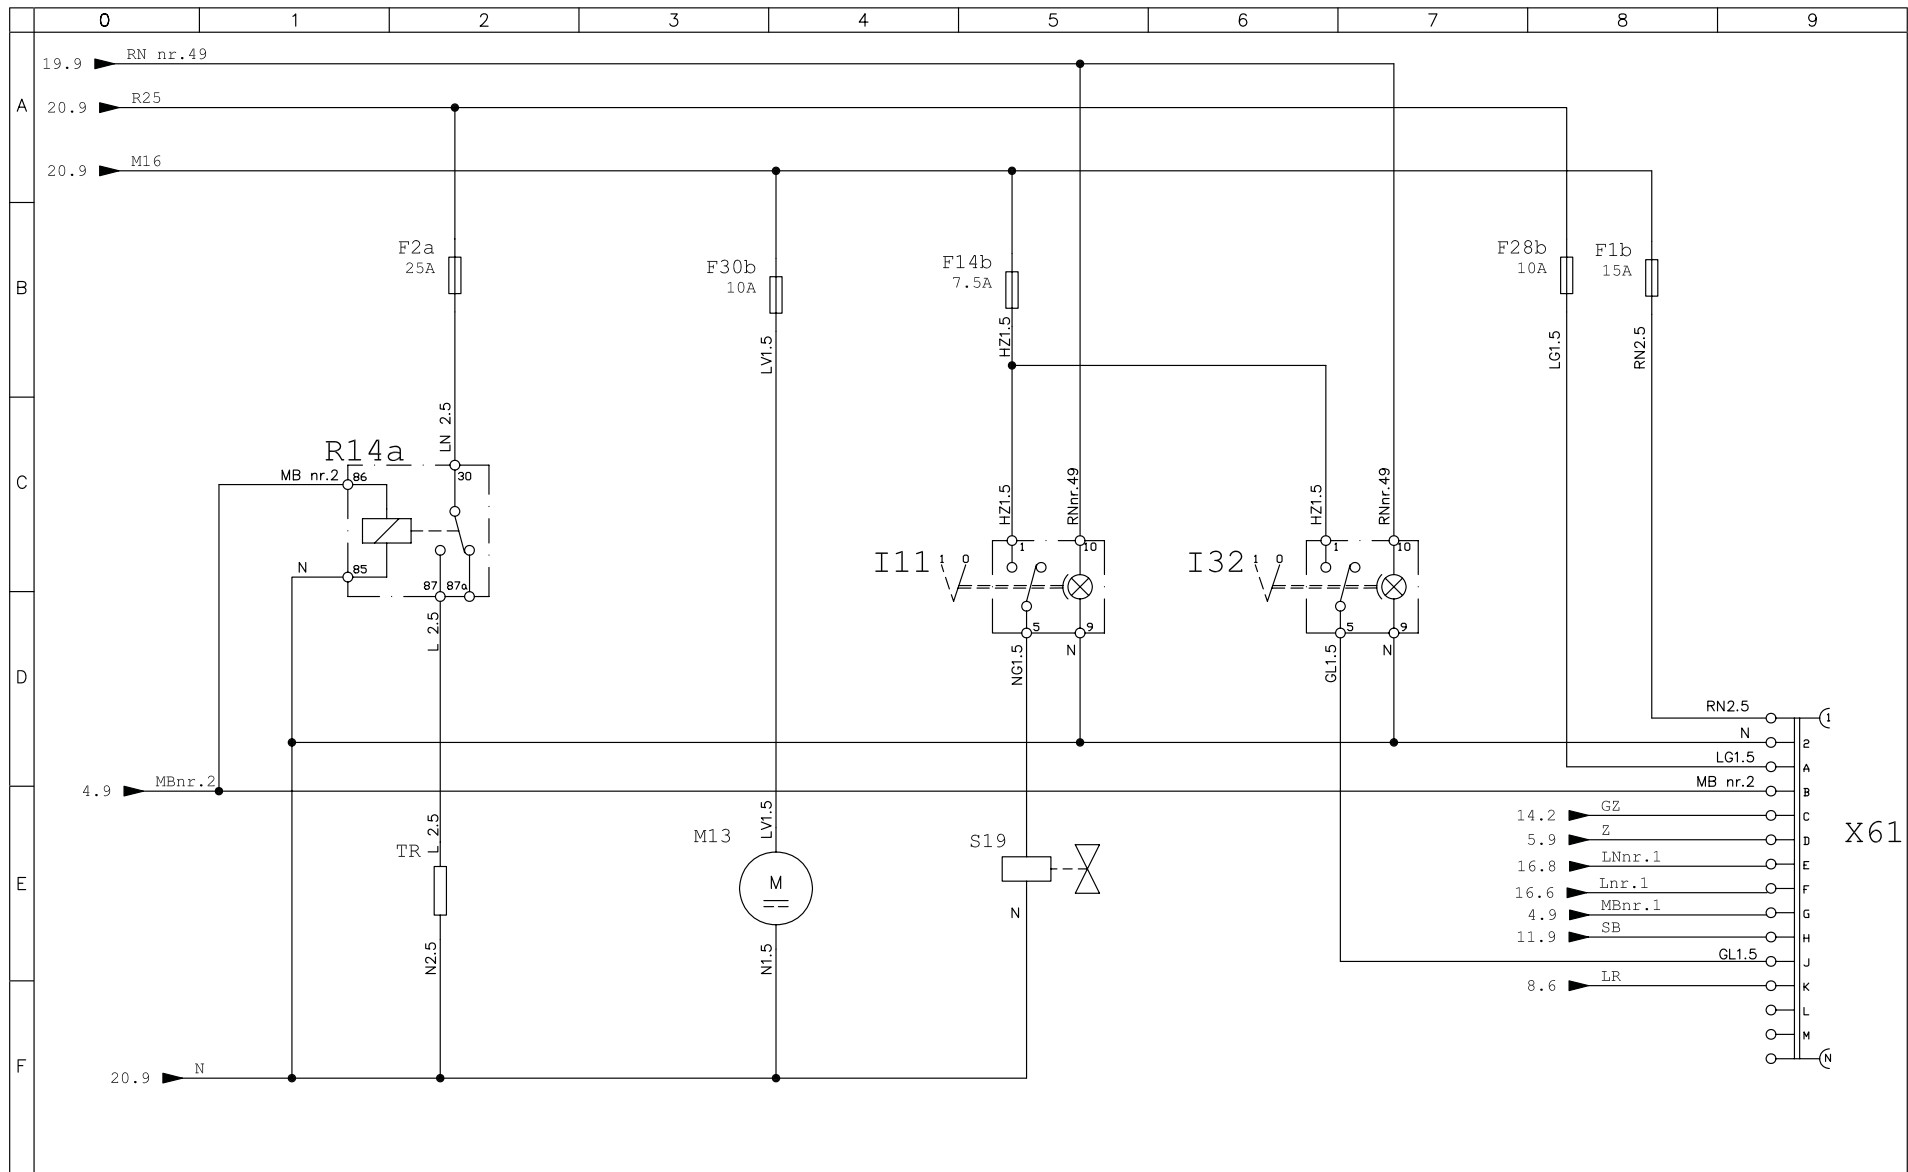 0 1 2 3 4 5 6 7 8 9
19.9 RN nr.49
A 20.9 R25
20.9 M16
F2a
25A
F30b
10A
F14b
7.5A
F28b
10A
F1b
15A
B
LV1.5
HZ1.5
LG1.5
RN2.5
LN 2.5
R14a
MB nr.2 86 30
C
HZ1.5
RNnr.49
HZ1.5
RNnr.49
1 10
1 10
I11 1 0
I32 1 0
N 85
87 87a
5 9
5 9
L 2.5
NG1.5
N
GL1.5
N
D
RN2.5 1
N 2
LG1.5 A
4.9 MBnr.2
MB nr.2 B
14.2 GZ C
5.9 Z D
16.8 LNnr.1 E
16.6 Lnr.1 F
4.9 MBnr.1 G
11.9 SB H
GL1.5 J
8.6 LR K
L
M
N
X61
L 2.5
TR
M13
LV1.5
M
S19
E
N
N2.5
N1.5
F
20.9 N